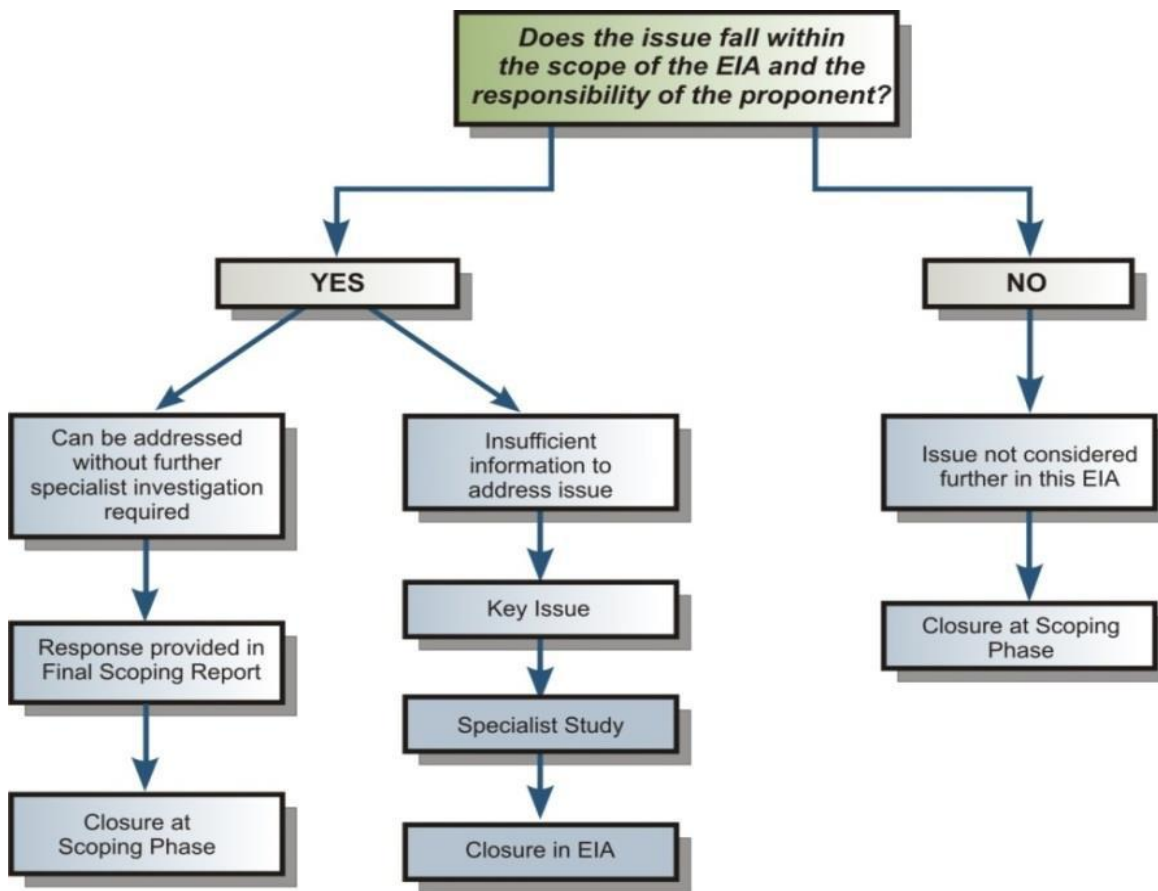 Does the issue fall within
the scope of the EIA and the
responsibility of the proponent?
YES
NO
Can be addressed
without further
specialist investigation
required
Insufficient
information to
address issue
Issue not considered
further in this EIA
Key Issue
Closure at Scoping
Phase
Response provided in
Final Scoping Report
Specialist Study
Closure at
Scoping Phase
Closure in EIA